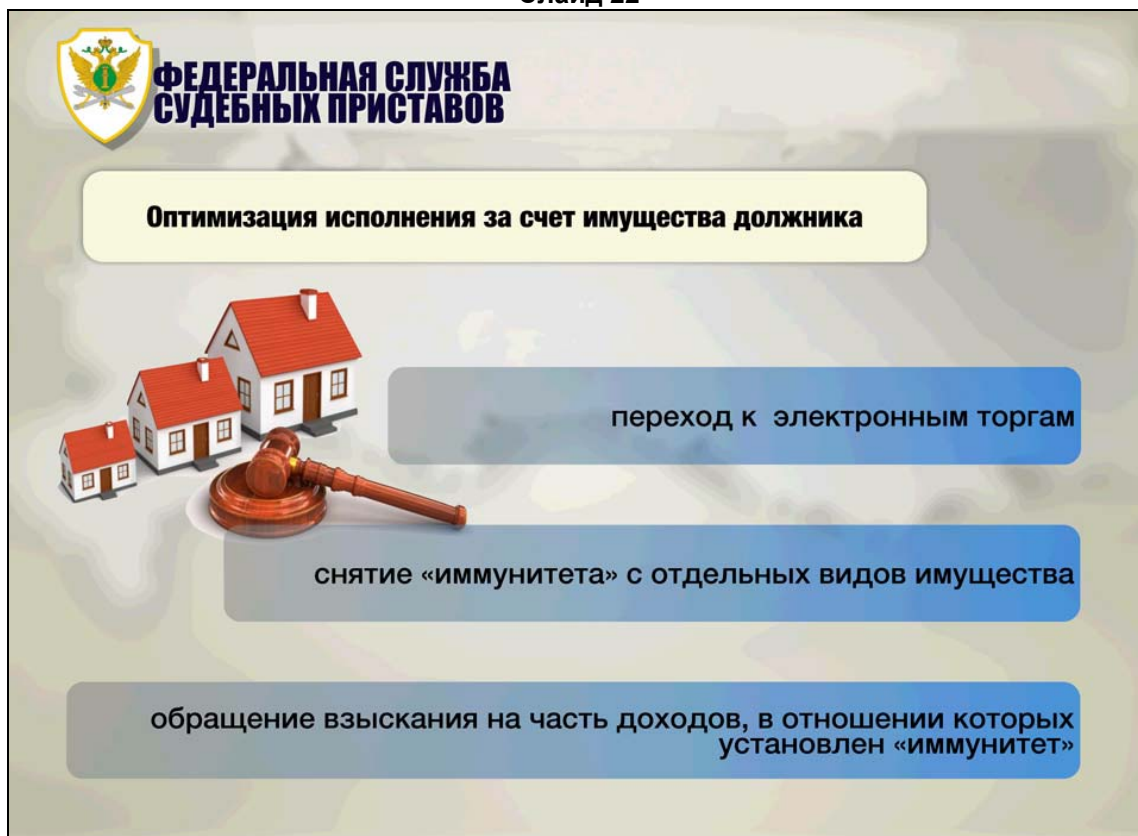 Слайд 22
ФЕДЕРАЛЬНАЯ СЛУЖБА
СУДЕБНЫХ ПРИСТАВОВ
Оптимизация исполнения за счет имущества должника
переход к электронным торгам
снятие «иммунитета» с отдельных видов имущества
обращение взыскания на часть доходов, в отношении которых
установлен «иммунитет»